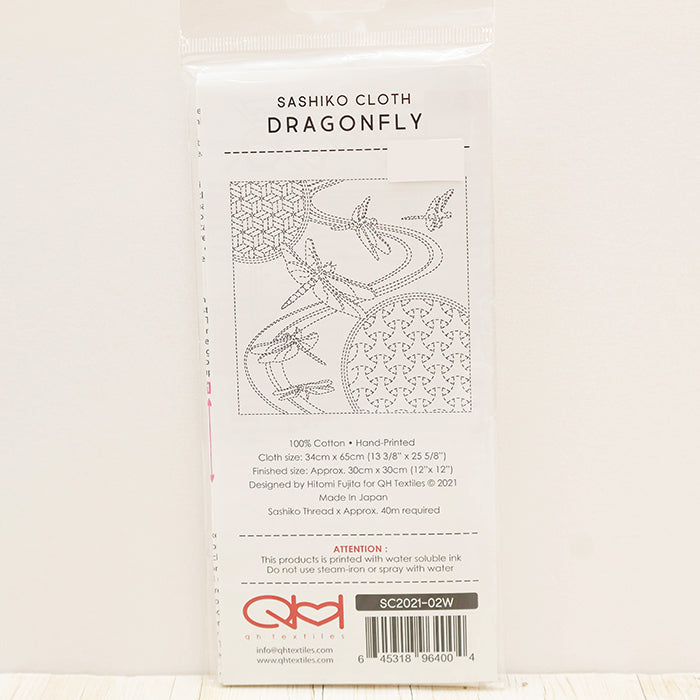 SASHIKO CLOTH
DRAGONFLY
100% Cotton • Hand-Printed
Cloth size: 34cm x 65cm (13 3/8" x 25 5/8")
Finished size: Approx. 30cm x 30cm (12"x 12")
Designed by Hitomi Fujita for QH Textiles © 2021
Made In Japan
Sashiko Thread x Approx. 40m required
ATTENTION :
This products is printed with water soluble ink
Do not use steam-iron or spray with water
QH
qh textiles
info@qhtextiles.com
www.qhtextiles.com
SC2021-02W
6 45318 96400 4